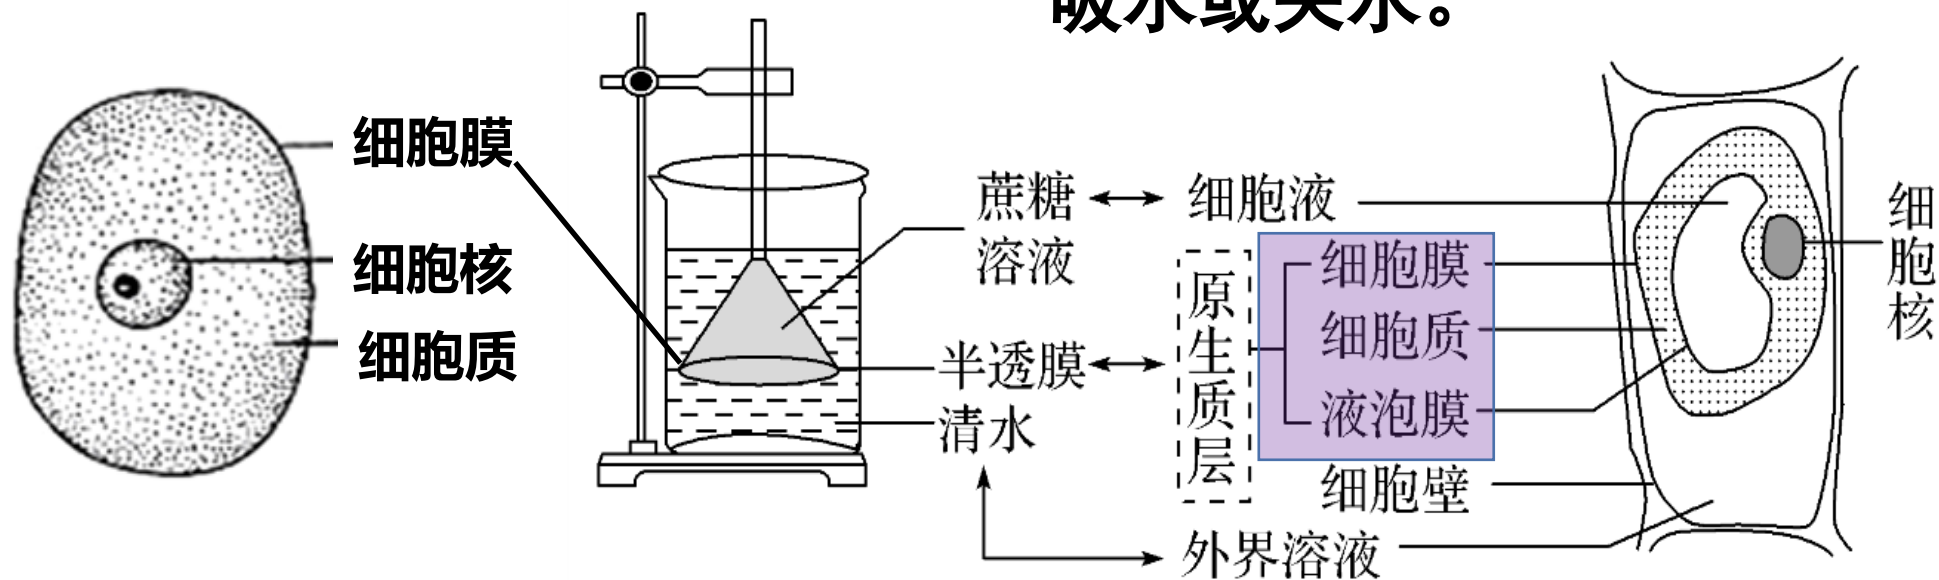 吸水或失水。
细胞膜
细胞核
细胞质
蔗糖
溶液
半透膜
清水
细胞液
原生质层
细胞膜
细胞质
液泡膜
细胞壁
外界溶液
细胞核